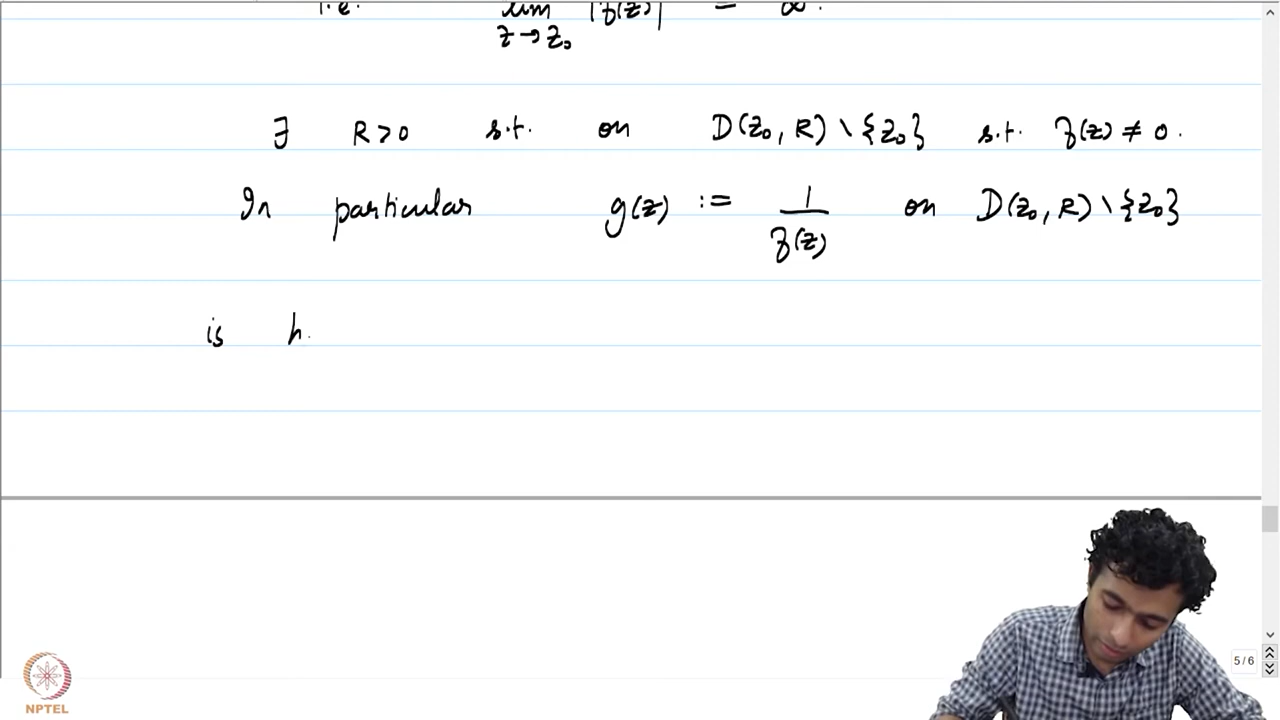 i.e. lim |f(z)| = ∞.
z→z₀
∃ R>0 s.t. on D(z₀, R) \ {z₀} s.t. f(z) ≠ 0.
In particular g(z) := 1/f(z) on D(z₀, R) \ {z₀}
is h.
5 / 6
NPTEL